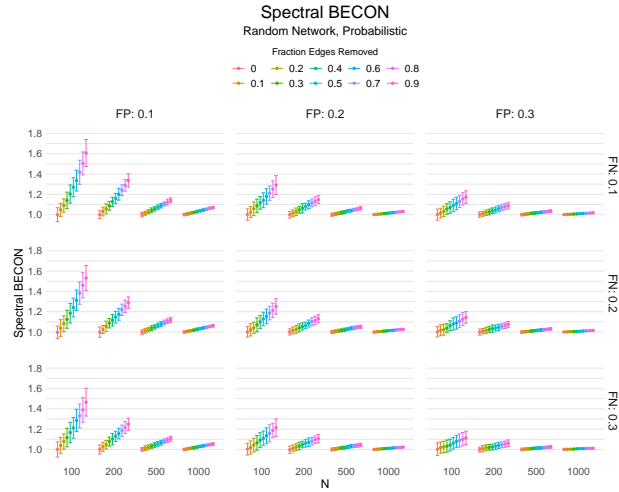 Spectral BECON
Random Network, Probabilistic
Fraction Edges Removed
0 0.2 0.4 0.6 0.8
0.1 0.3 0.5 0.7 0.9
FP: 0.1 FP: 0.2 FP: 0.3
1.8
1.6
1.4
1.2
1.0
FN: 0.1
1.8
1.6
1.4
1.2
1.0
FN: 0.2
Spectral BECON
1.8
1.6
1.4
1.2
1.0
FN: 0.3
100 200 500 1000 100 200 500 1000 100 200 500 1000
N